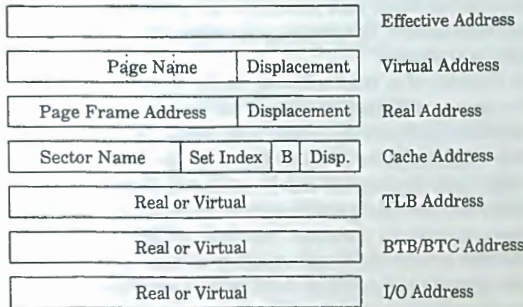 Effective Address
Page Name Displacement Virtual Address
Page Frame Address Displacement Real Address
Sector Name Set Index B Disp. Cache Address
Real or Virtual TLB Address
Real or Virtual BTB/BTC Address
Real or Virtual I/O Address